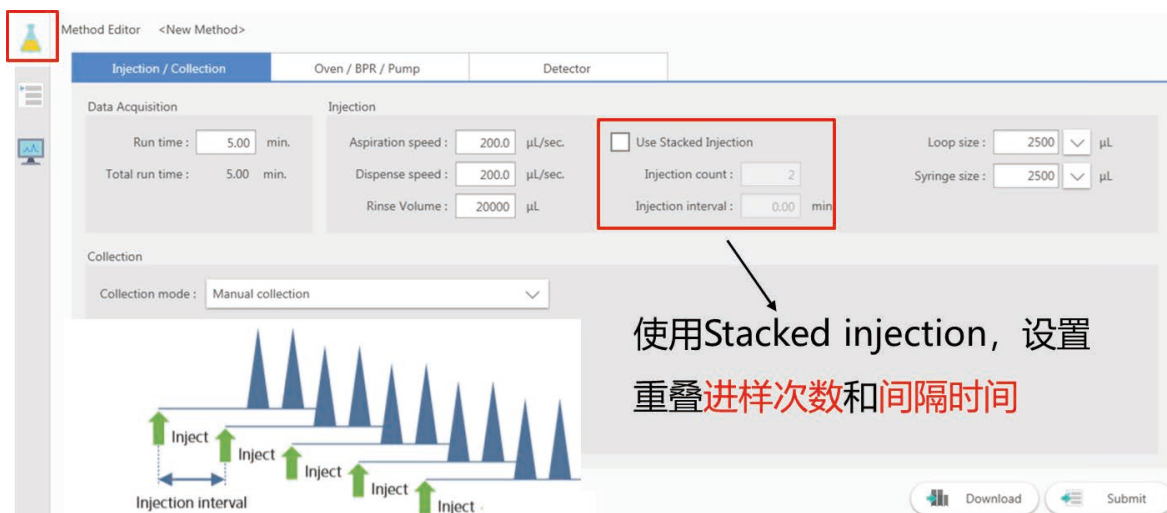 Method Editor <New Method>
Injection / Collection Oven / BPR / Pump Detector
Data Acquisition
Run time : 5.00 min.
Total run time : 5.00 min.
Injection
Aspiration speed : 200.0 µL/sec.
Dispense speed : 200.0 µL/sec.
Rinse Volume : 20000 µL
Use Stacked Injection
Injection count : 2
Injection interval : 0.00 min
Loop size : 2500 µL
Syringe size : 2500 µL
Collection
Collection mode : Manual collection
使用Stacked injection，设置
重叠进样次数和间隔时间
Inject
Inject
Inject
Inject
Inject
Injection interval
Download Submit